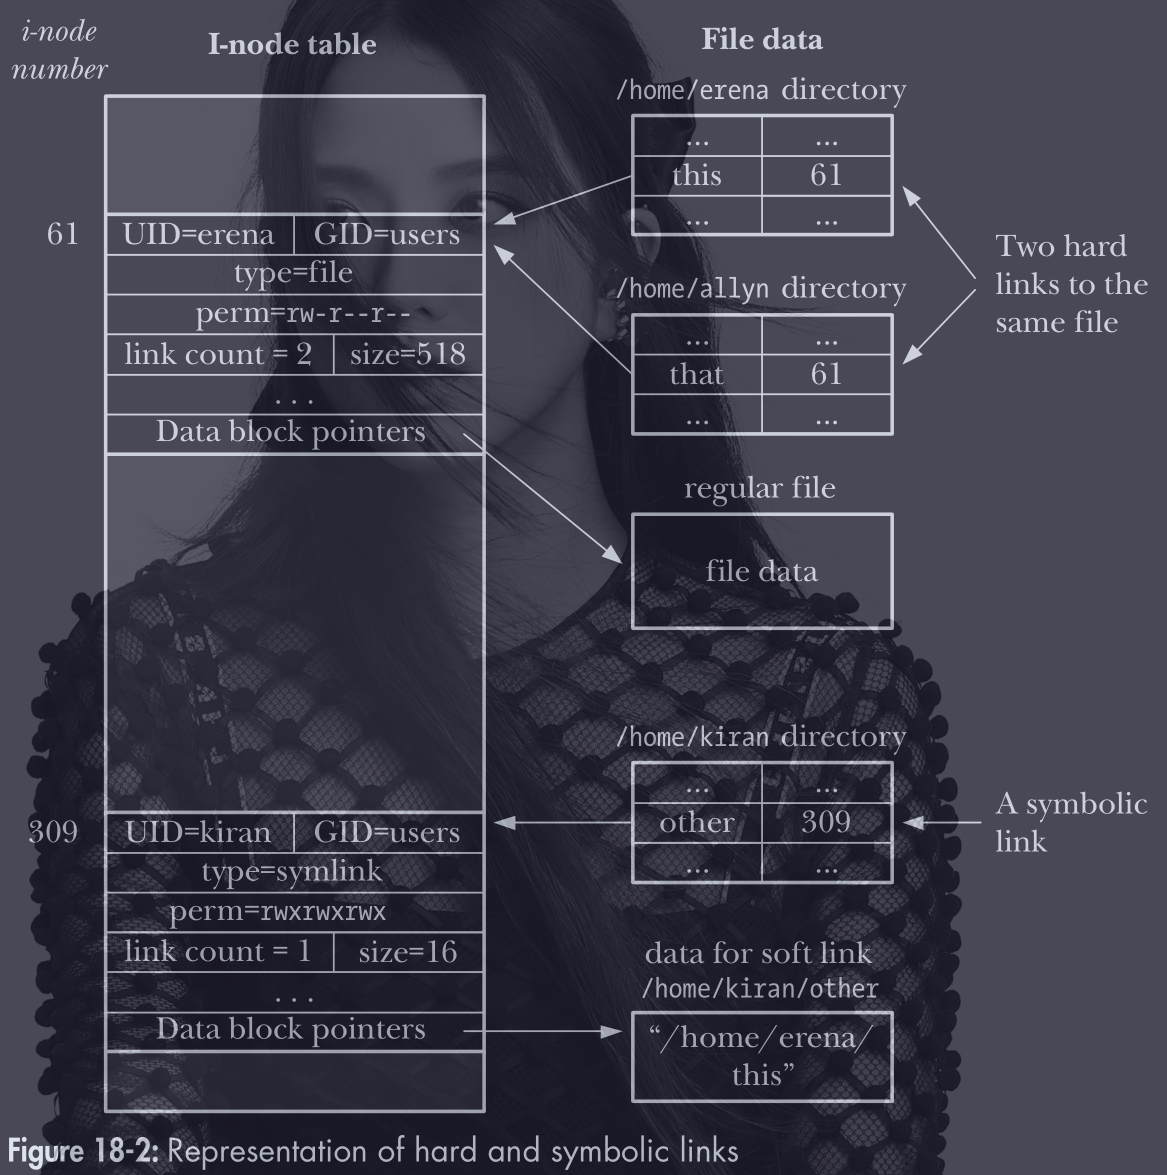 i-node
number
I-node table
File data
/home/erena directory
... ...
this 61
... ...
61
UID=erena GID=users
type=file
perm=rw-r--r--
link count = 2 size=518
. . .
Data block pointers
/home/allyn directory
... ...
that 61
... ...
Two hard
links to the
same file
regular file
file data
/home/kiran directory
... ...
other 309
... ...
A symbolic
link
309
UID=kiran GID=users
type=symlink
perm=rwxrwxrwx
link count = 1 size=16
. . .
Data block pointers
data for soft link
/home/kiran/other
“/home/erena/
this”
Figure 18-2: Representation of hard and symbolic links